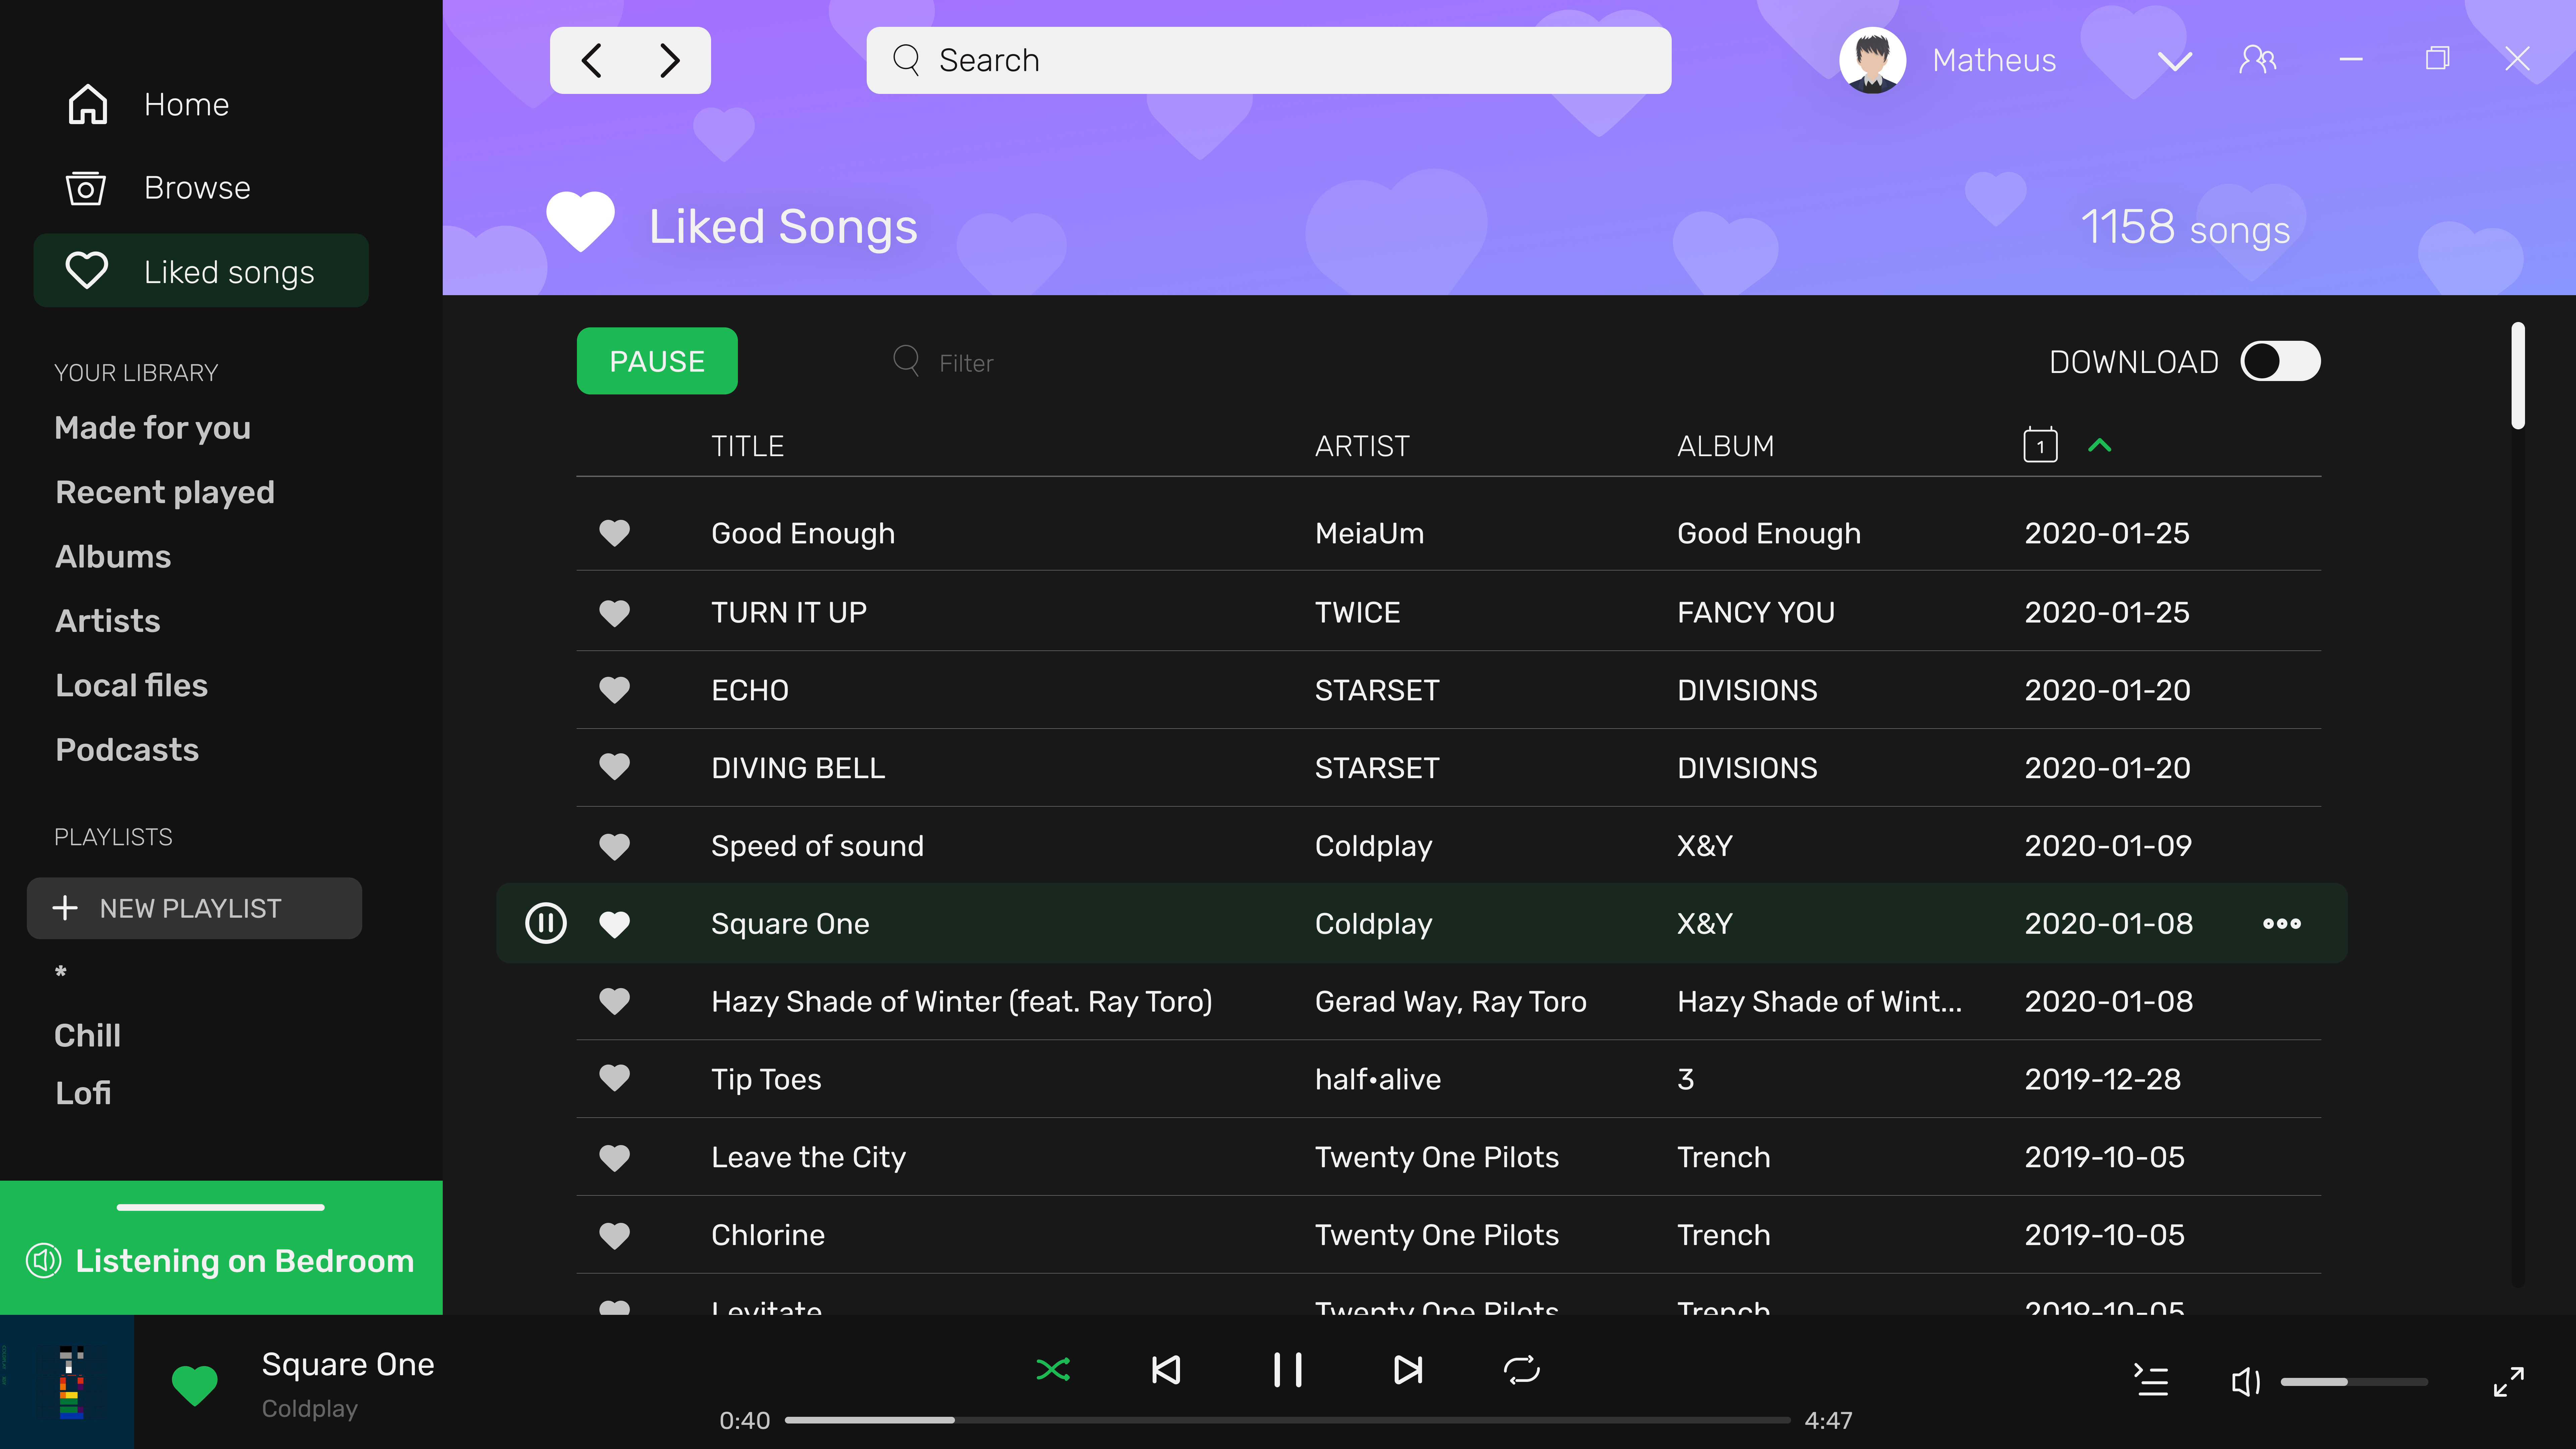 Home
Browse
Liked songs
YOUR LIBRARY
Made for you
Recent played
Albums
Artists
Local files
Podcasts
PLAYLISTS
NEW PLAYLIST
*
Chill
Lofi
Listening on Bedroom
Search
Matheus
Liked Songs
1158 songs
PAUSE
Filter
DOWNLOAD
TITLE ARTIST ALBUM 1
Good Enough MeiaUm Good Enough 2020-01-25
TURN IT UP TWICE FANCY YOU 2020-01-25
ECHO STARSET DIVISIONS 2020-01-20
DIVING BELL STARSET DIVISIONS 2020-01-20
Speed of sound Coldplay X&Y 2020-01-09
Square One Coldplay X&Y 2020-01-08
Hazy Shade of Winter (feat. Ray Toro) Gerad Way, Ray Toro Hazy Shade of Wint... 2020-01-08
Tip Toes half•alive 3 2019-12-28
Leave the City Twenty One Pilots Trench 2019-10-05
Chlorine Twenty One Pilots Trench 2019-10-05
Levitate Twenty One Pilots Trench 2019-10-05
Square One
Coldplay
0:40
4:47